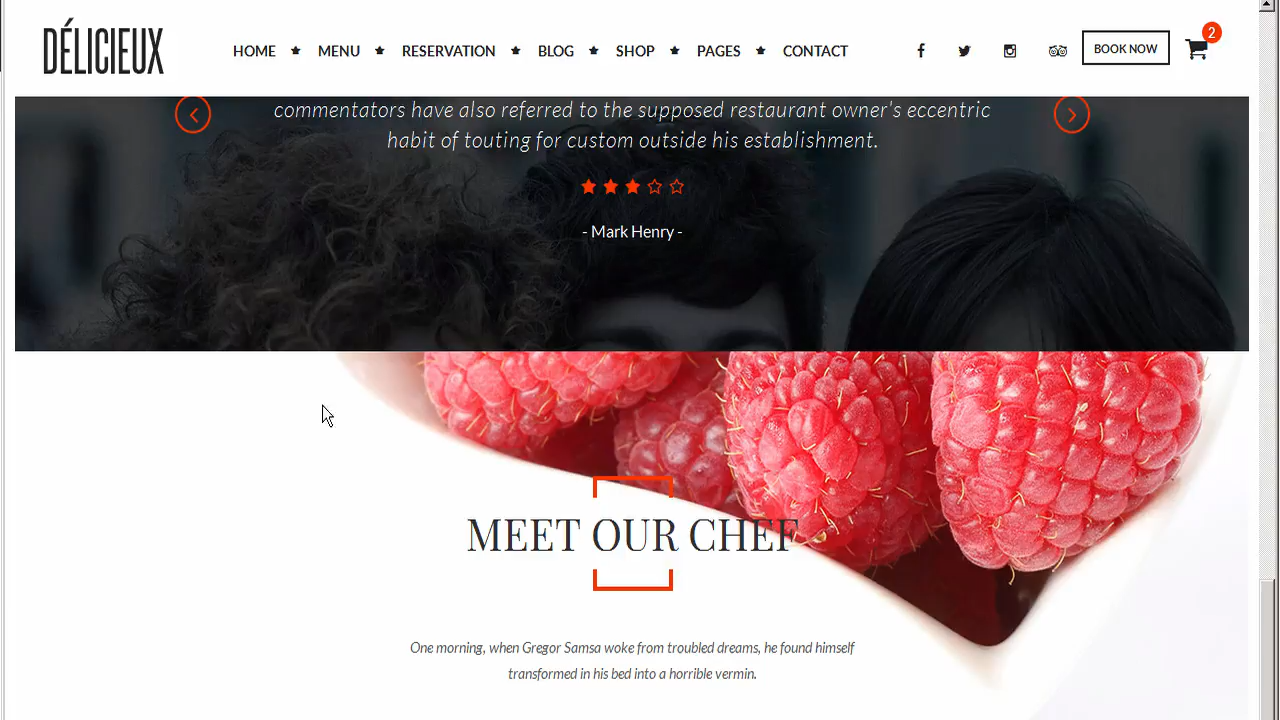 DÉLICIEUX
HOME ★ MENU ★ RESERVATION ★ BLOG ★ SHOP ★ PAGES ★ CONTACT
BOOK NOW
2
commentators have also referred to the supposed restaurant owner's eccentric
habit of touting for custom outside his establishment.
- Mark Henry -
MEET OUR CHEF
One morning, when Gregor Samsa woke from troubled dreams, he found himself
transformed in his bed into a horrible vermin.